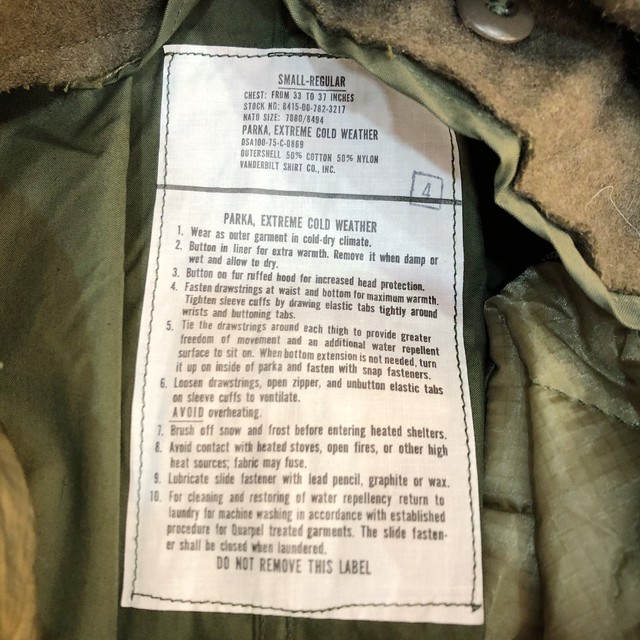 SMALL-REGULAR
CHEST: FROM 33 TO 37 INCHES
STOCK NO: 8415-00-782-3217
NATO SIZE: 7080/8494
PARKA, EXTREME COLD WEATHER
DSA100-75-C-0869
OUTERSHELL 50% COTTON 50% NYLON
VANDERBILT SHIRT CO., INC.
4
PARKA, EXTREME COLD WEATHER
1. Wear as outer garment in cold-dry climate.
2. Button in liner for extra warmth. Remove it when damp or
wet and allow to dry.
3. Button on fur ruffed hood for increased head protection.
4. Fasten drawstrings at waist and bottom for maximum warmth.
Tighten sleeve cuffs by drawing elastic tabs tightly around
wrists and buttoning tabs.
5. Tie the drawstrings around each thigh to provide greater
freedom of movement and an additional water repellent
surface to sit on. When bottom extension is not needed, turn
it up on inside of parka and fasten with snap fasteners.
6. Loosen drawstrings, open zipper, and unbutton elastic tabs
on sleeve cuffs to ventilate.
AVOID overheating.
7. Brush off snow and frost before entering heated shelters.
8. Avoid contact with heated stoves, open fires, or other high
heat sources; fabric may fuse.
9. Lubricate slide fastener with lead pencil, graphite or wax.
10. For cleaning and restoring of water repellency return to
laundry for machine washing in accordance with established
procedure for Quarpel treated garments. The slide fasten-
er shall be closed when laundered.
DO NOT REMOVE THIS LABEL